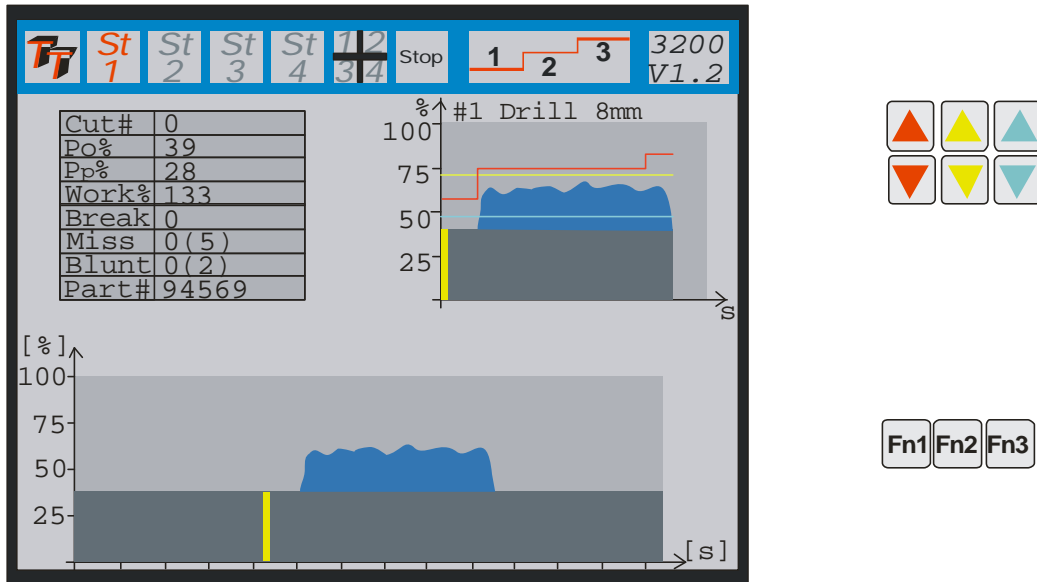 TT St 1 St 2 St 3 St 4 1 2 3 4 Stop 1 2 3 3200 V1.2
Cut# 0
Po% 39
Pp% 28
Work% 133
Break 0
Miss 0(5)
Blunt 0(2)
Part# 94569
% #1 Drill 8mm
100
75
50
25
s
[%]
100
75
50
25
[s]
Fn1 Fn2 Fn3